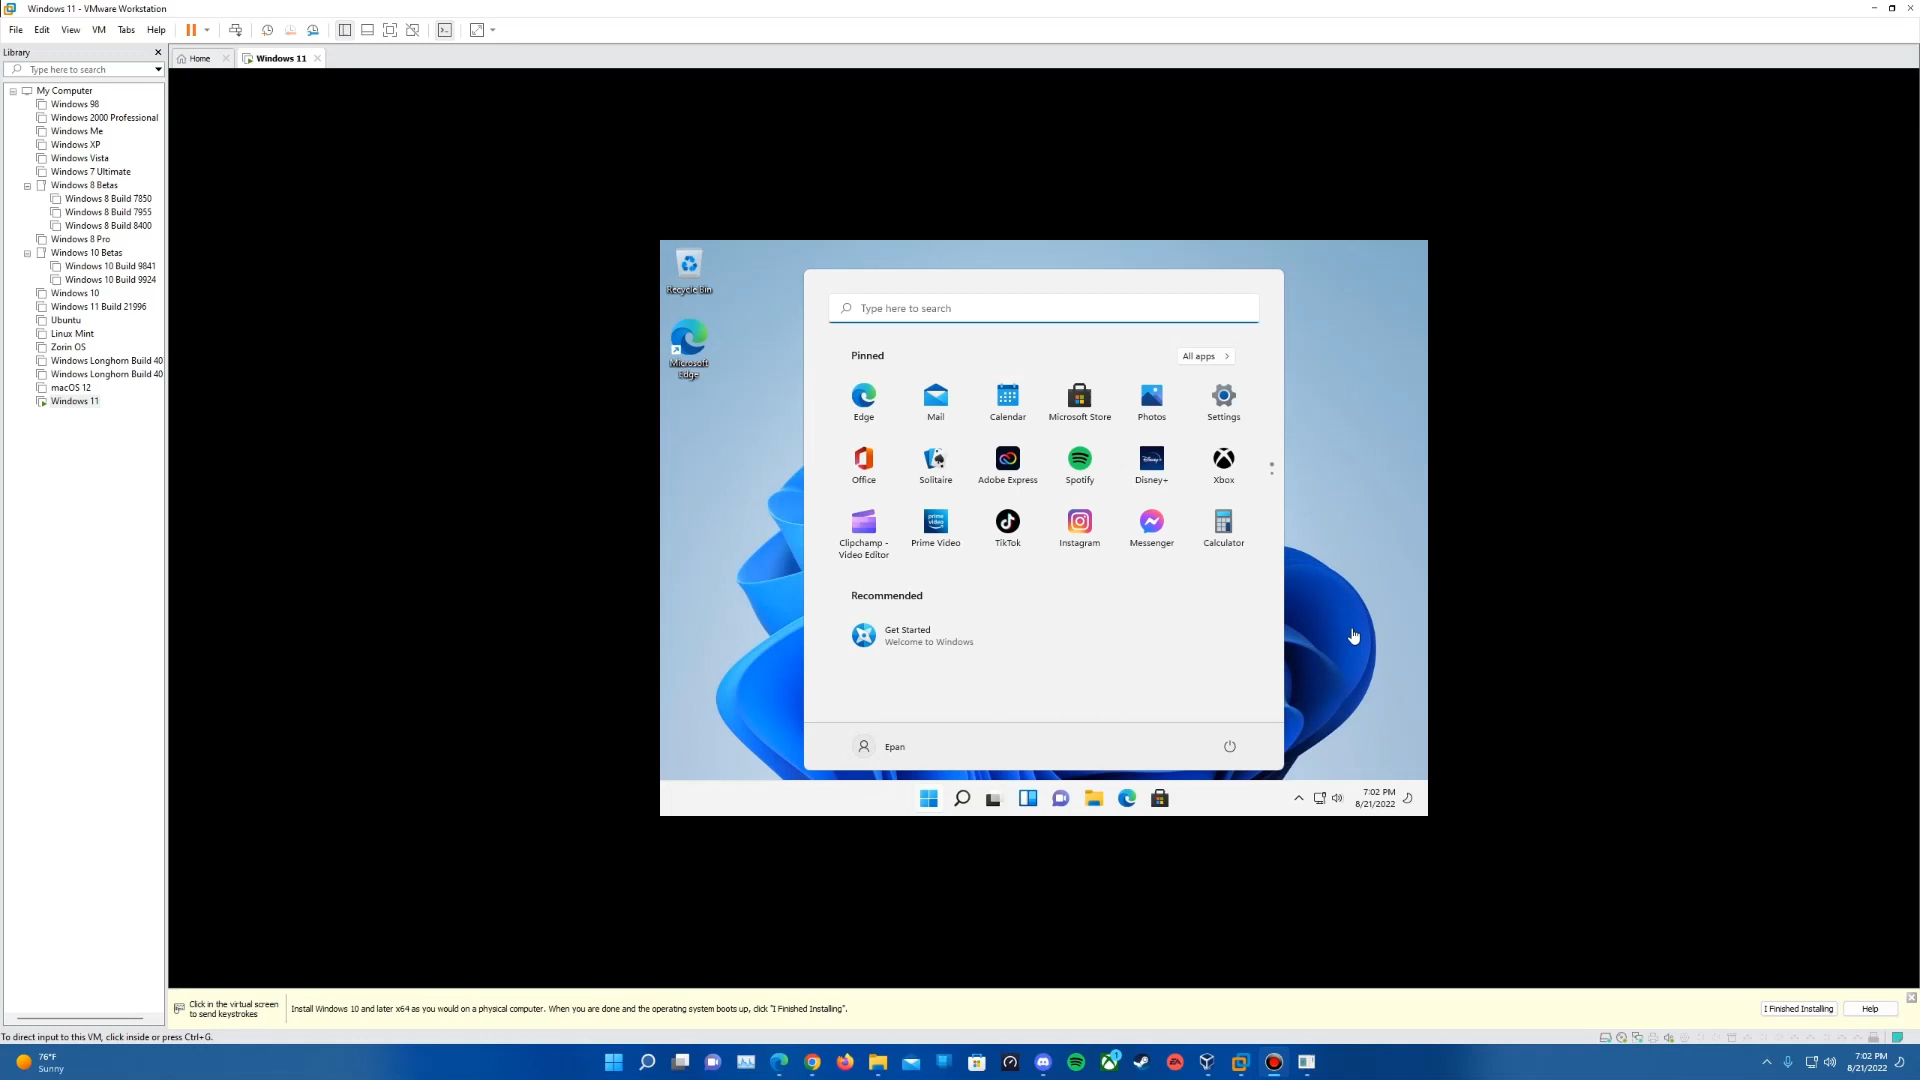 Windows 11 - VMware Workstation
File Edit View VM Tabs Help
Library
Type here to search
Home
Windows 11
My Computer
Windows 98
Windows 2000 Professional
Windows Me
Windows XP
Windows Vista
Windows 7 Ultimate
Windows 8 Betas
Windows 8 Build 7850
Windows 8 Build 7955
Windows 8 Build 8400
Windows 8 Pro
Windows 10 Betas
Windows 10 Build 9841
Windows 10 Build 9924
Windows 10
Windows 11 Build 21996
Ubuntu
Linux Mint
Zorin OS
Windows Longhorn Build 40
Windows Longhorn Build 40
macOS 12
Windows 11
Recycle Bin
Microsoft
Edge
Type here to search
Pinned
All apps
Edge Mail Calendar Microsoft Store Photos Settings
Office Solitaire Adobe Express Spotify Disney+ Xbox
Clipchamp -
Video Editor
Prime Video TikTok Instagram Messenger Calculator
Recommended
Get Started
Welcome to Windows
Epan
7:02 PM
8/21/2022
Click in the virtual screen
to send keystrokes
Install Windows 10 and later x64 as you would on a physical computer. When you are done and the operating system boots up, click "I Finished Installing".
I Finished Installing
Help
To direct input to this VM, click inside or press Ctrl+G.
76°F
Sunny
7:02 PM
8/21/2022